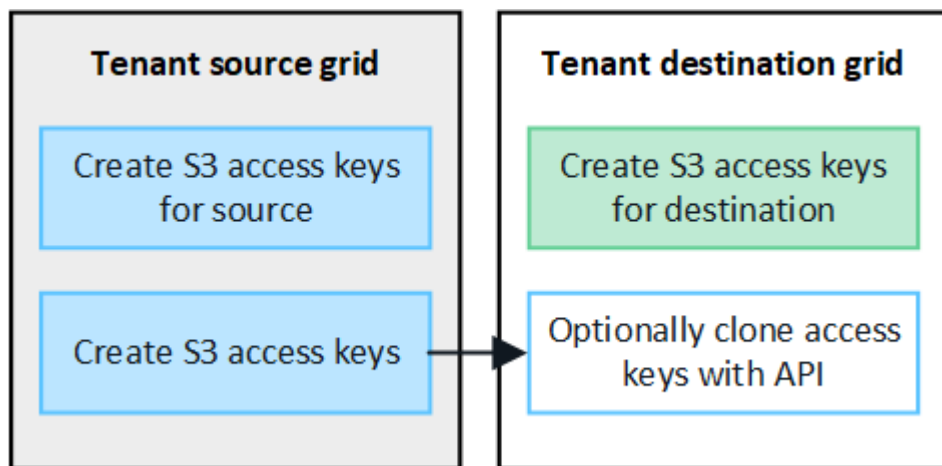 Tenant source grid
Create S3 access keys
for source
Create S3 access keys
Tenant destination grid
Create S3 access keys
for destination
Optionally clone access
keys with API